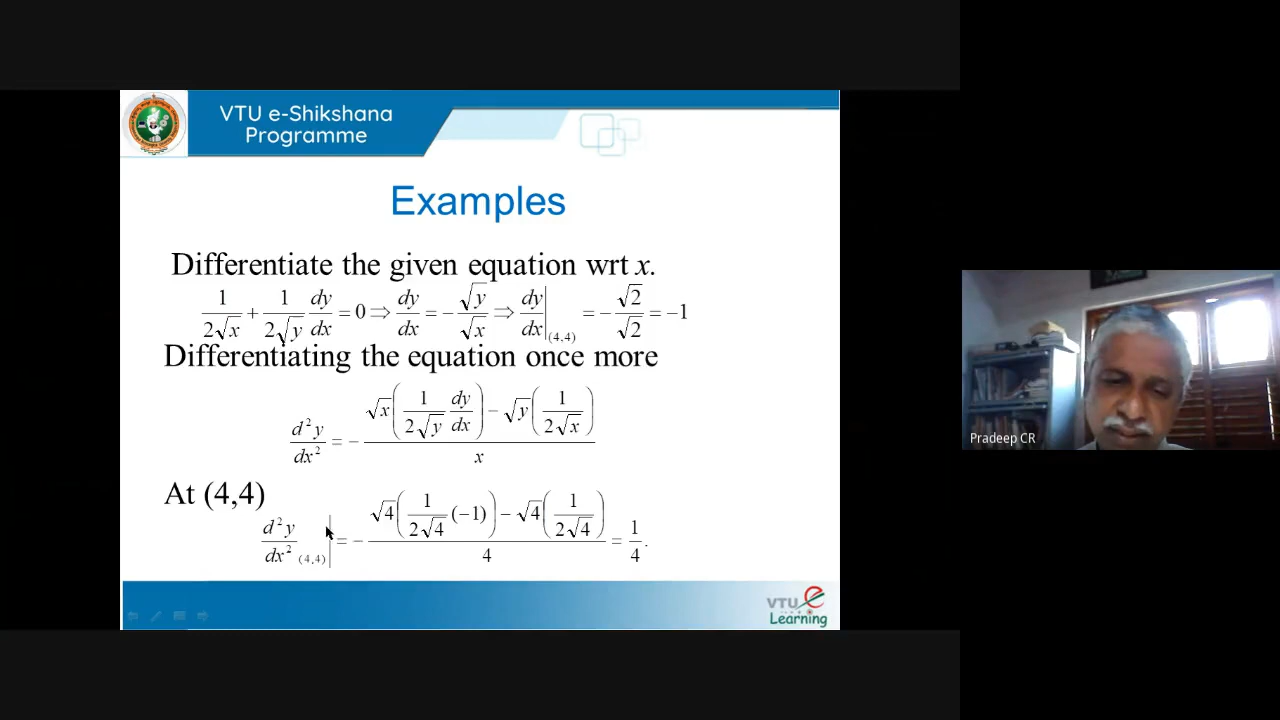 VTU e-Shikshana
Programme
Examples
Differentiate the given equation wrt x.
1/(2√x) + 1/(2√y) dy/dx = 0 ⇒ dy/dx = − √y/√x ⇒ dy/dx|(4,4) = − √2/√2 = −1
Differentiating the equation once more
d²y/dx² = − (√x(1/(2√y) dy/dx) − √y(1/(2√x)))/x
At (4,4)
d²y/dx² (4,4)| = − (√4(1/(2√4) (−1)) − √4(1/(2√4)))/4 = 1/4.
Pradeep CR
VTU e
Learning